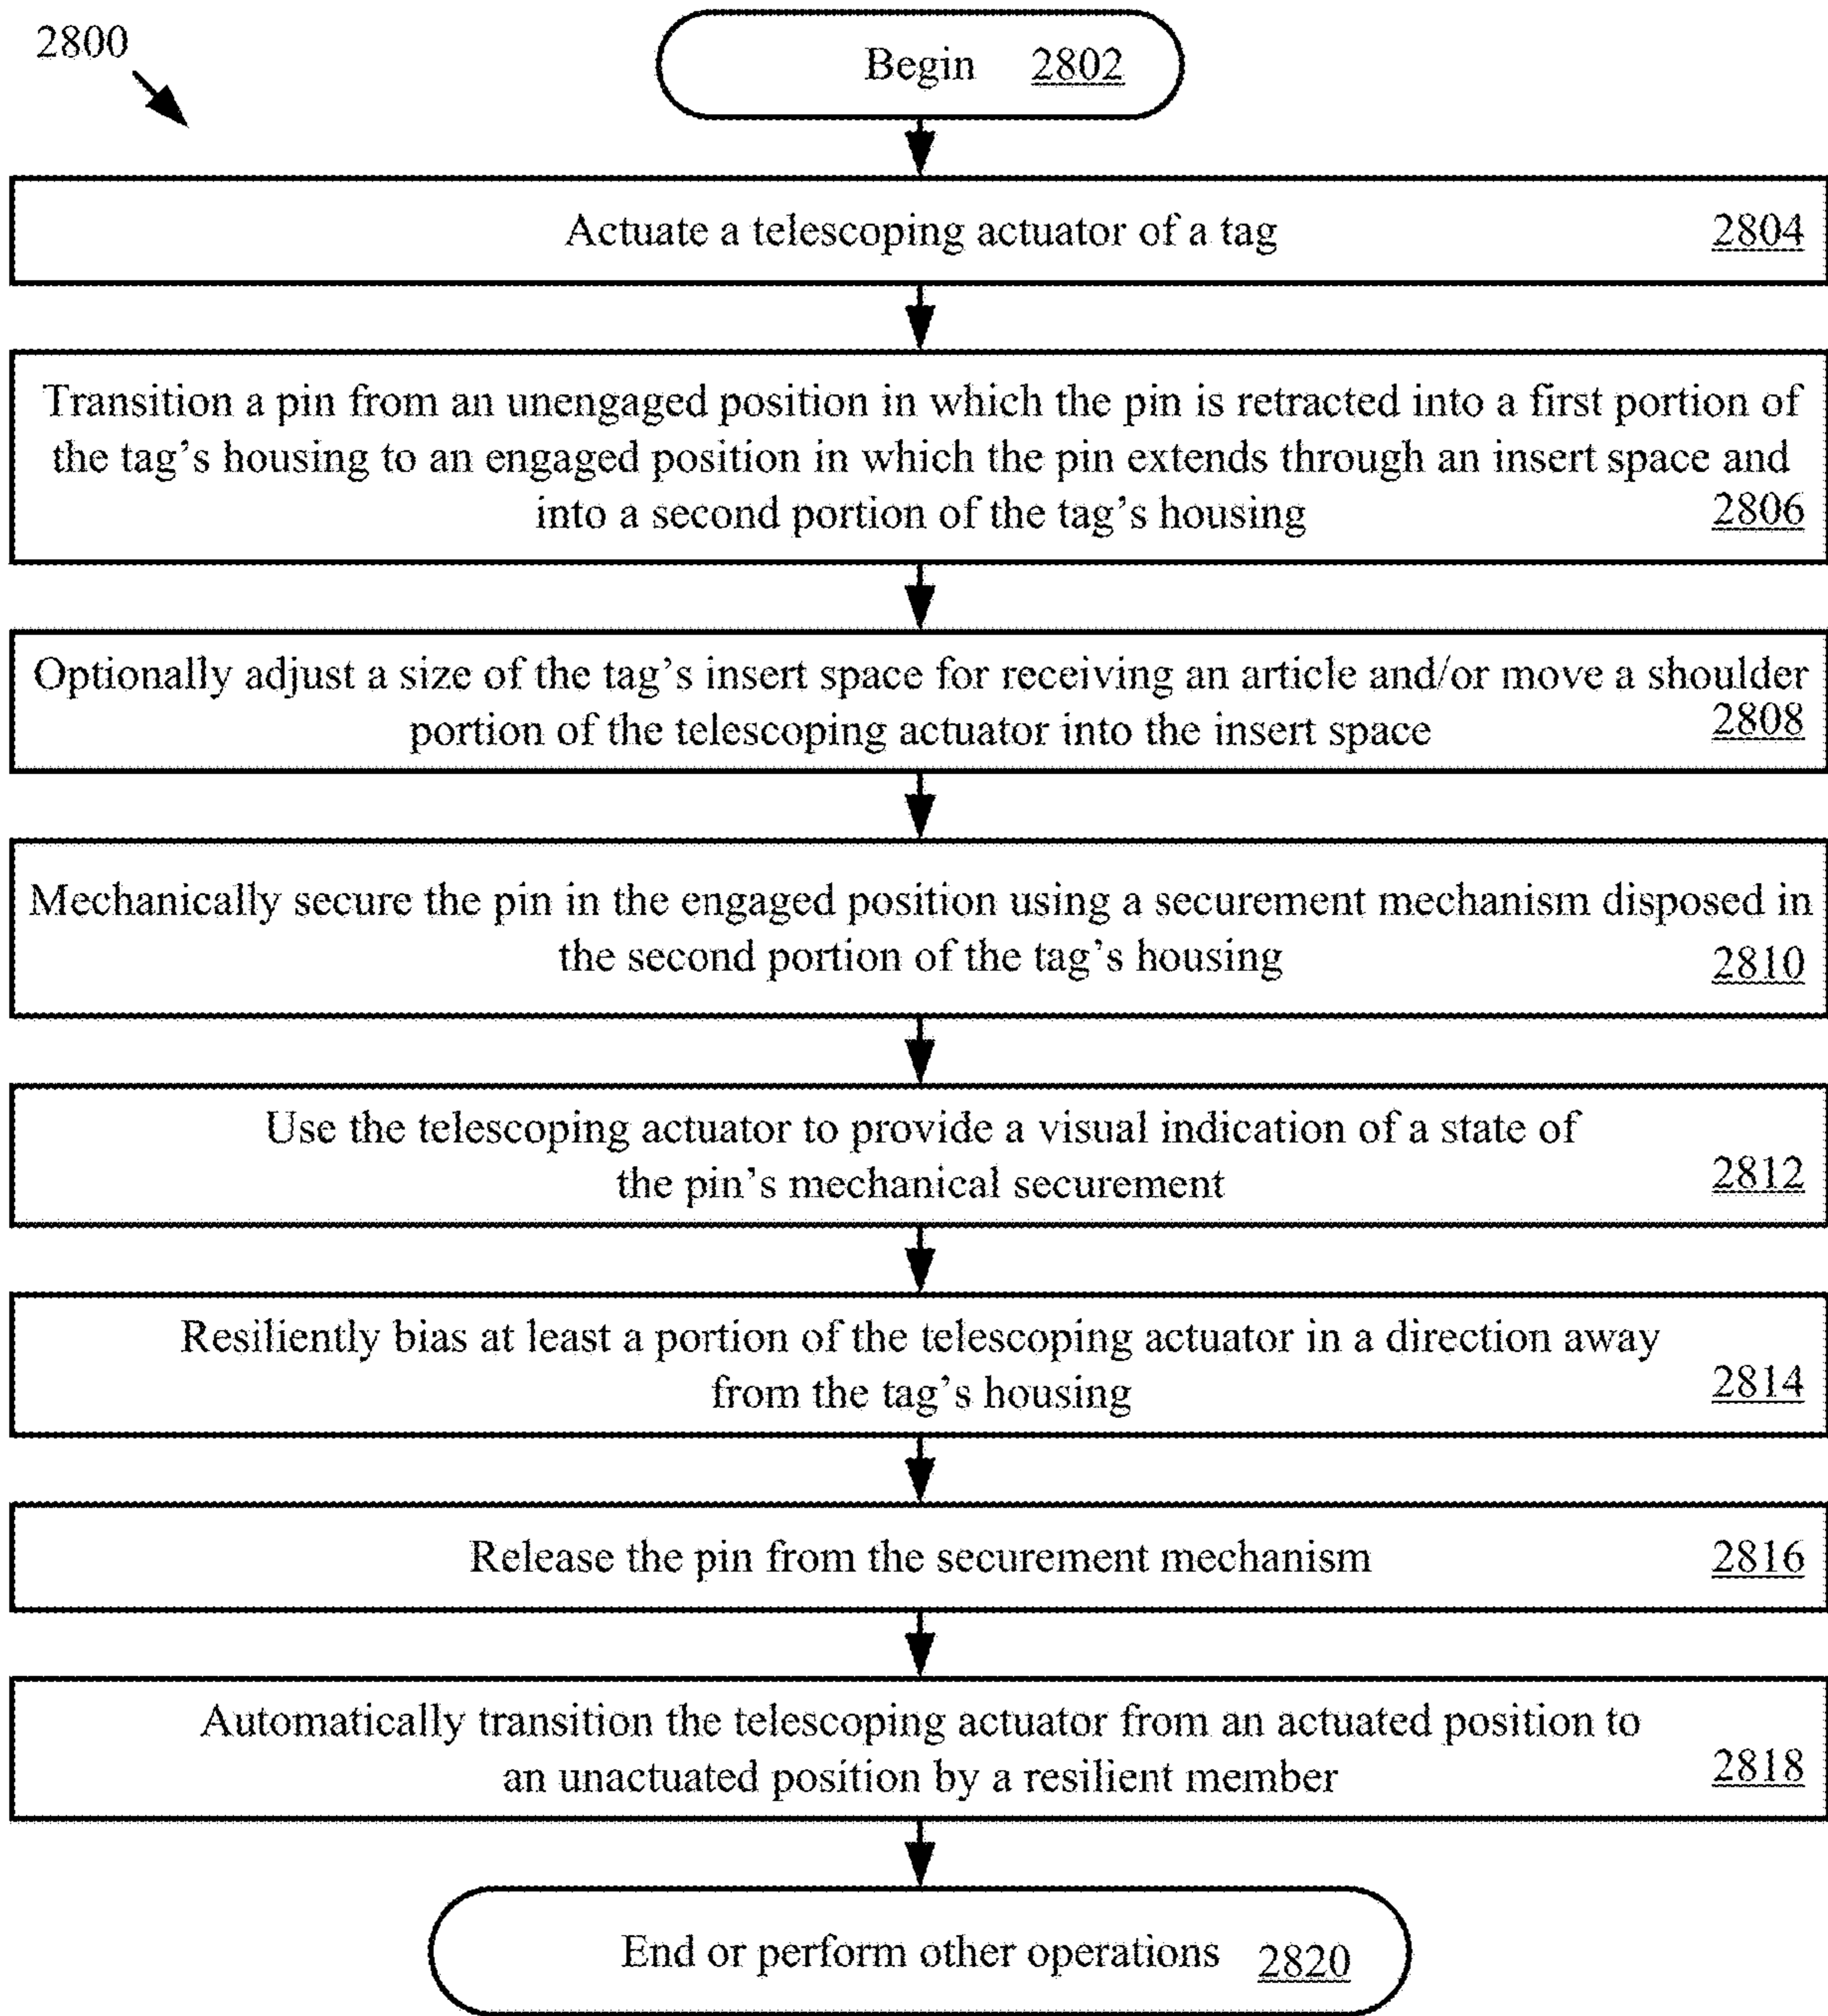 2800
Begin 2802
Actuate a telescoping actuator of a tag 2804
Transition a pin from an unengaged position in which the pin is retracted into a first portion of
the tag's housing to an engaged position in which the pin extends through an insert space and
into a second portion of the tag's housing 2806
Optionally adjust a size of the tag's insert space for receiving an article and/or move a shoulder
portion of the telescoping actuator into the insert space 2808
Mechanically secure the pin in the engaged position using a securement mechanism disposed in
the second portion of the tag's housing 2810
Use the telescoping actuator to provide a visual indication of a state of
the pin's mechanical securement 2812
Resiliently bias at least a portion of the telescoping actuator in a direction away
from the tag's housing 2814
Release the pin from the securement mechanism 2816
Automatically transition the telescoping actuator from an actuated position to
an unactuated position by a resilient member 2818
End or perform other operations 2820